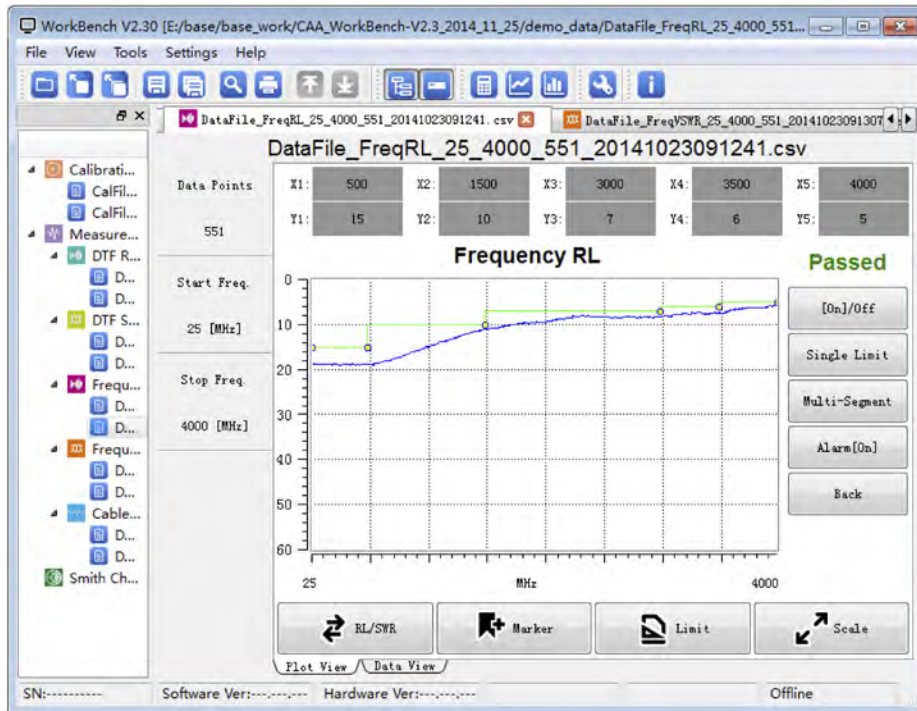 WorkBench V2.30 [E:/base/base_work/CAA_WorkBench-V2.3_2014_11_25/demo_data/DataFile_FreqRL_25_4000_551...
File View Tools Settings Help
DataFile_FreqRL_25_4000_551_20141023091241.csv DataFile_FreqVSWR_25_4000_551_20141023091307
DataFile_FreqRL_25_4000_551_20141023091241.csv
Calibrati...
CalFil...
CalFil...
Measure...
DTF R...
D...
D...
DTF S...
D...
D...
Frequ...
D...
D...
Frequ...
D...
D...
Cable...
D...
D...
Smith Ch...
Data Points
551
Start Freq.
25 [MHz]
Stop Freq.
4000 [MHz]
X1: 500 X2: 1500 X3: 3000 X4: 3500 X5: 4000
Y1: 15 Y2: 10 Y3: 7 Y4: 6 Y5: 5
Frequency RL
Passed
0
10
20
30
40
50
60
25 MHz 4000
[On]/Off
Single Limit
Multi-Segment
Alarm[On]
Back
RL/SWR Marker Limit Scale
Plot View Data View
SN:---------- Software Ver:---.---.--- Hardware Ver:---.---.--- Offline